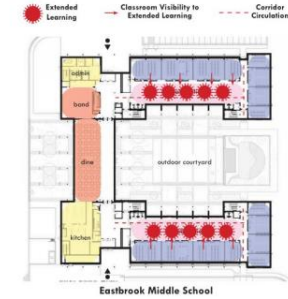 Extended
Learning
Classroom Visibility to
Extended Learning
Corridor
Circulation
admin
band
dine
outdoor courtyard
kitchen
Eastbrook Middle School